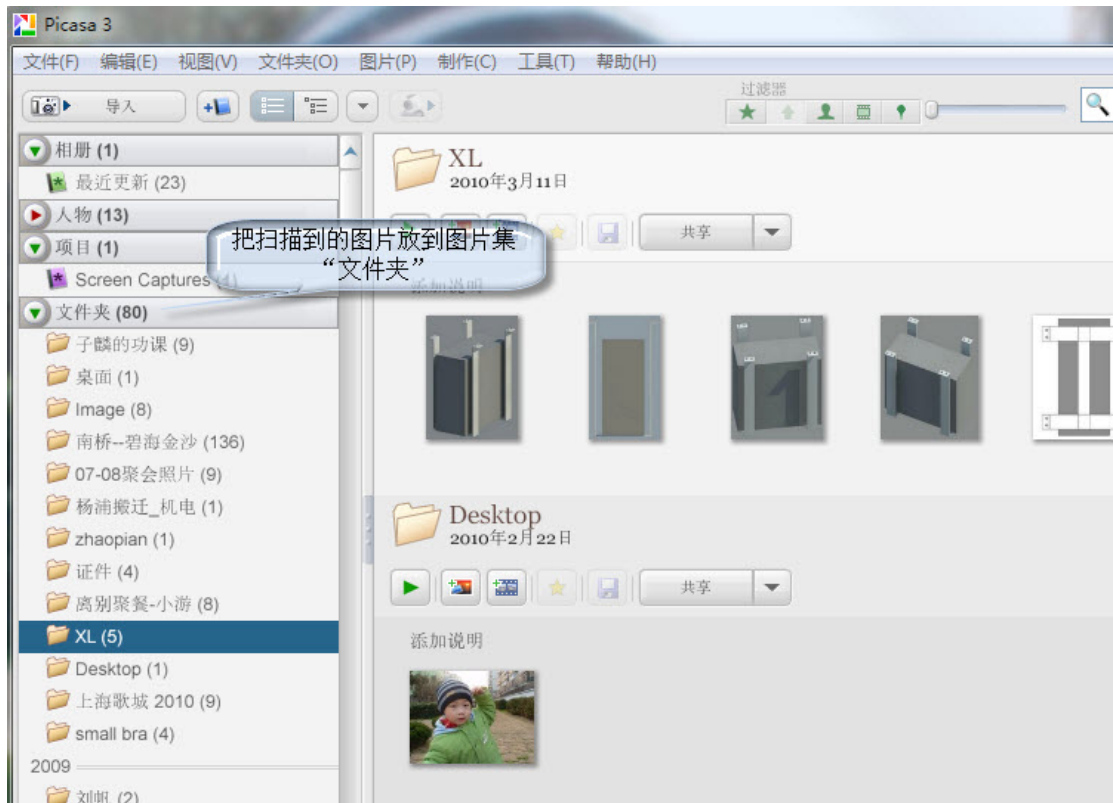 Picasa 3
文件(F) 编辑(E) 视图(V) 文件夹(O) 图片(P) 制作(C) 工具(T) 帮助(H)
导入
过滤器
相册 (1)
最近更新 (23)
人物 (13)
项目 (1)
Screen Captures
文件夹 (80)
子麟的功课 (9)
桌面 (1)
Image (8)
南桥--碧海金沙 (136)
07-08聚会照片 (9)
杨浦搬迁_机电 (1)
zhaopian (1)
证件 (4)
离别聚餐-小游 (8)
XL (5)
Desktop (1)
上海歌城 2010 (9)
small bra (4)
2009
刘帆 (2)
把扫描到的图片放到图片集
“文件夹”
XL
2010年3月11日
共享
添加说明
Desktop
2010年2月22日
共享
添加说明